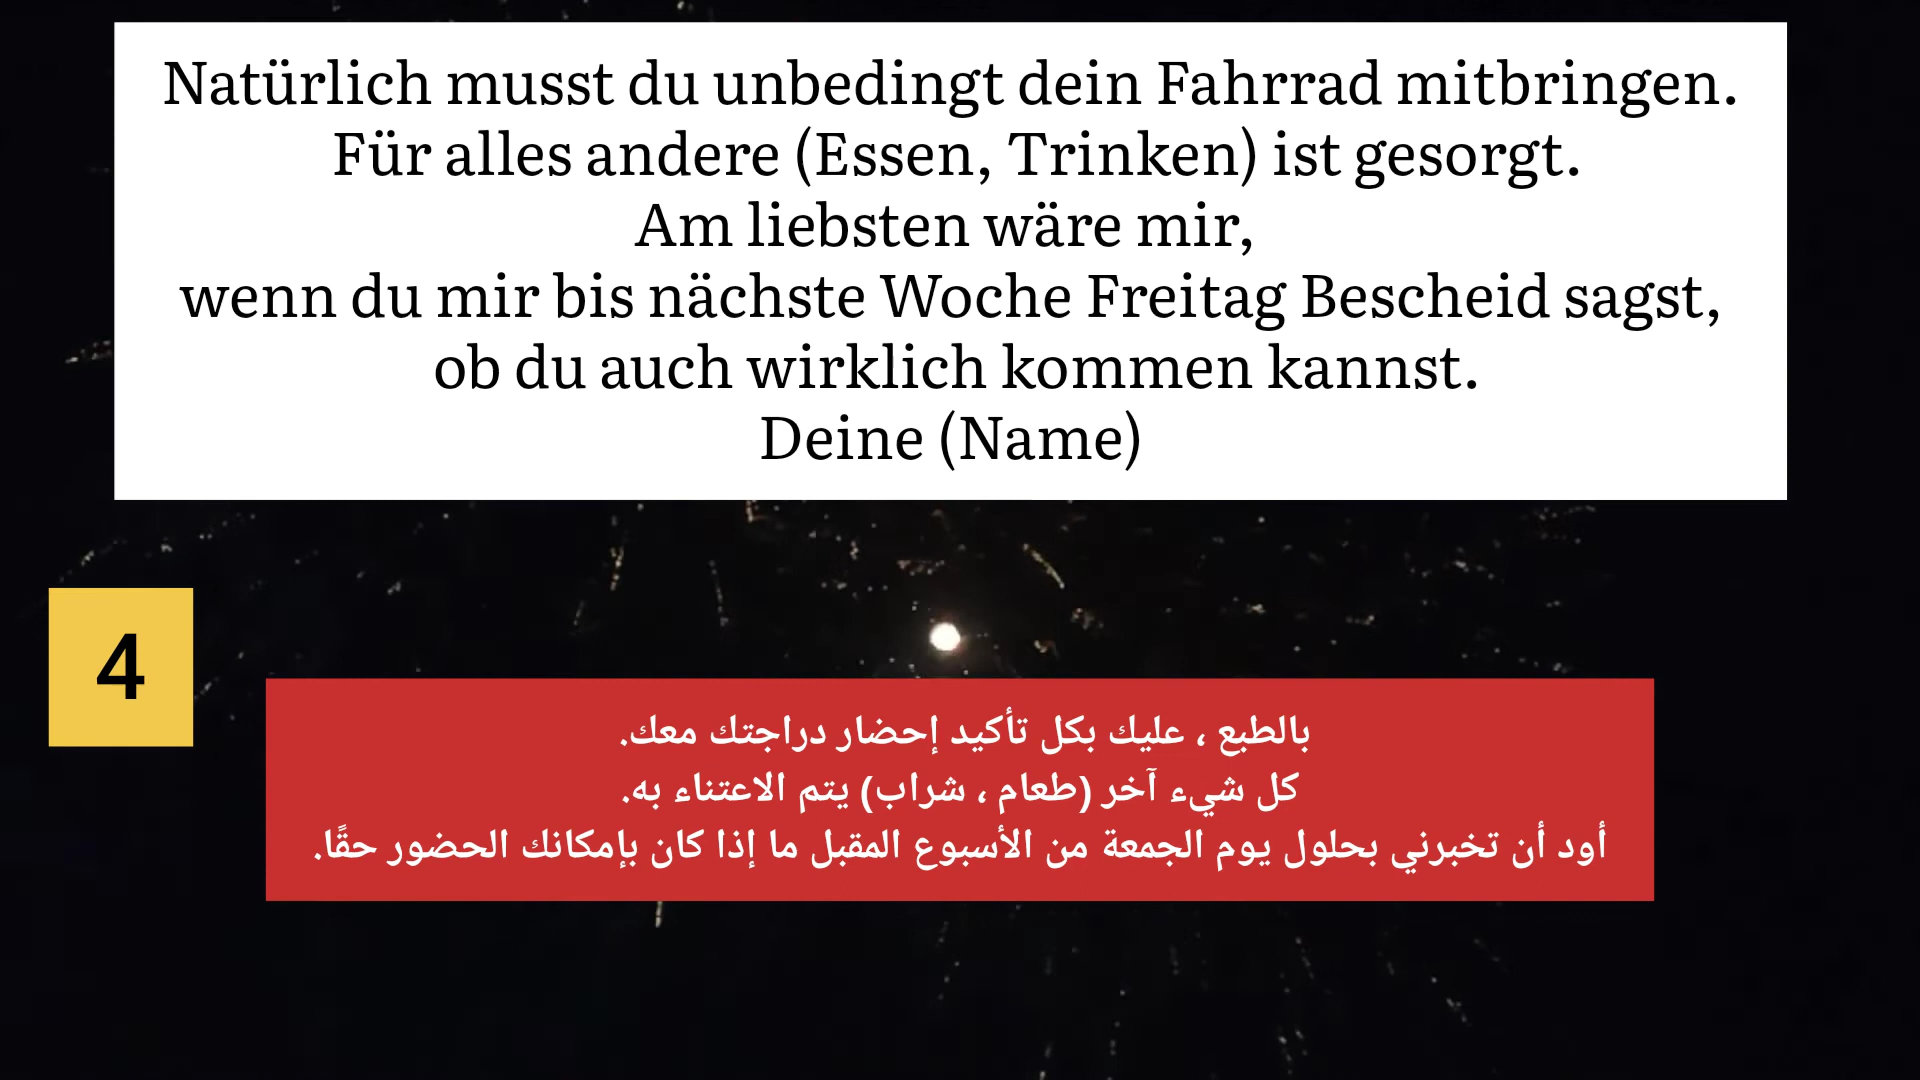 Natürlich musst du unbedingt dein Fahrrad mitbringen.
Für alles andere (Essen, Trinken) ist gesorgt.
Am liebsten wäre mir,
wenn du mir bis nächste Woche Freitag Bescheid sagst,
ob du auch wirklich kommen kannst.
Deine (Name)
4
بالطبع ، عليك بكل تأكيد إحضار دراجتك معك.
كل شيء آخر (طعام ، شراب) يتم الاعتناء به.
أود أن تخبرني بحلول يوم الجمعة من الأسبوع المقبل ما إذا كان بإمكانك الحضور حقًا.